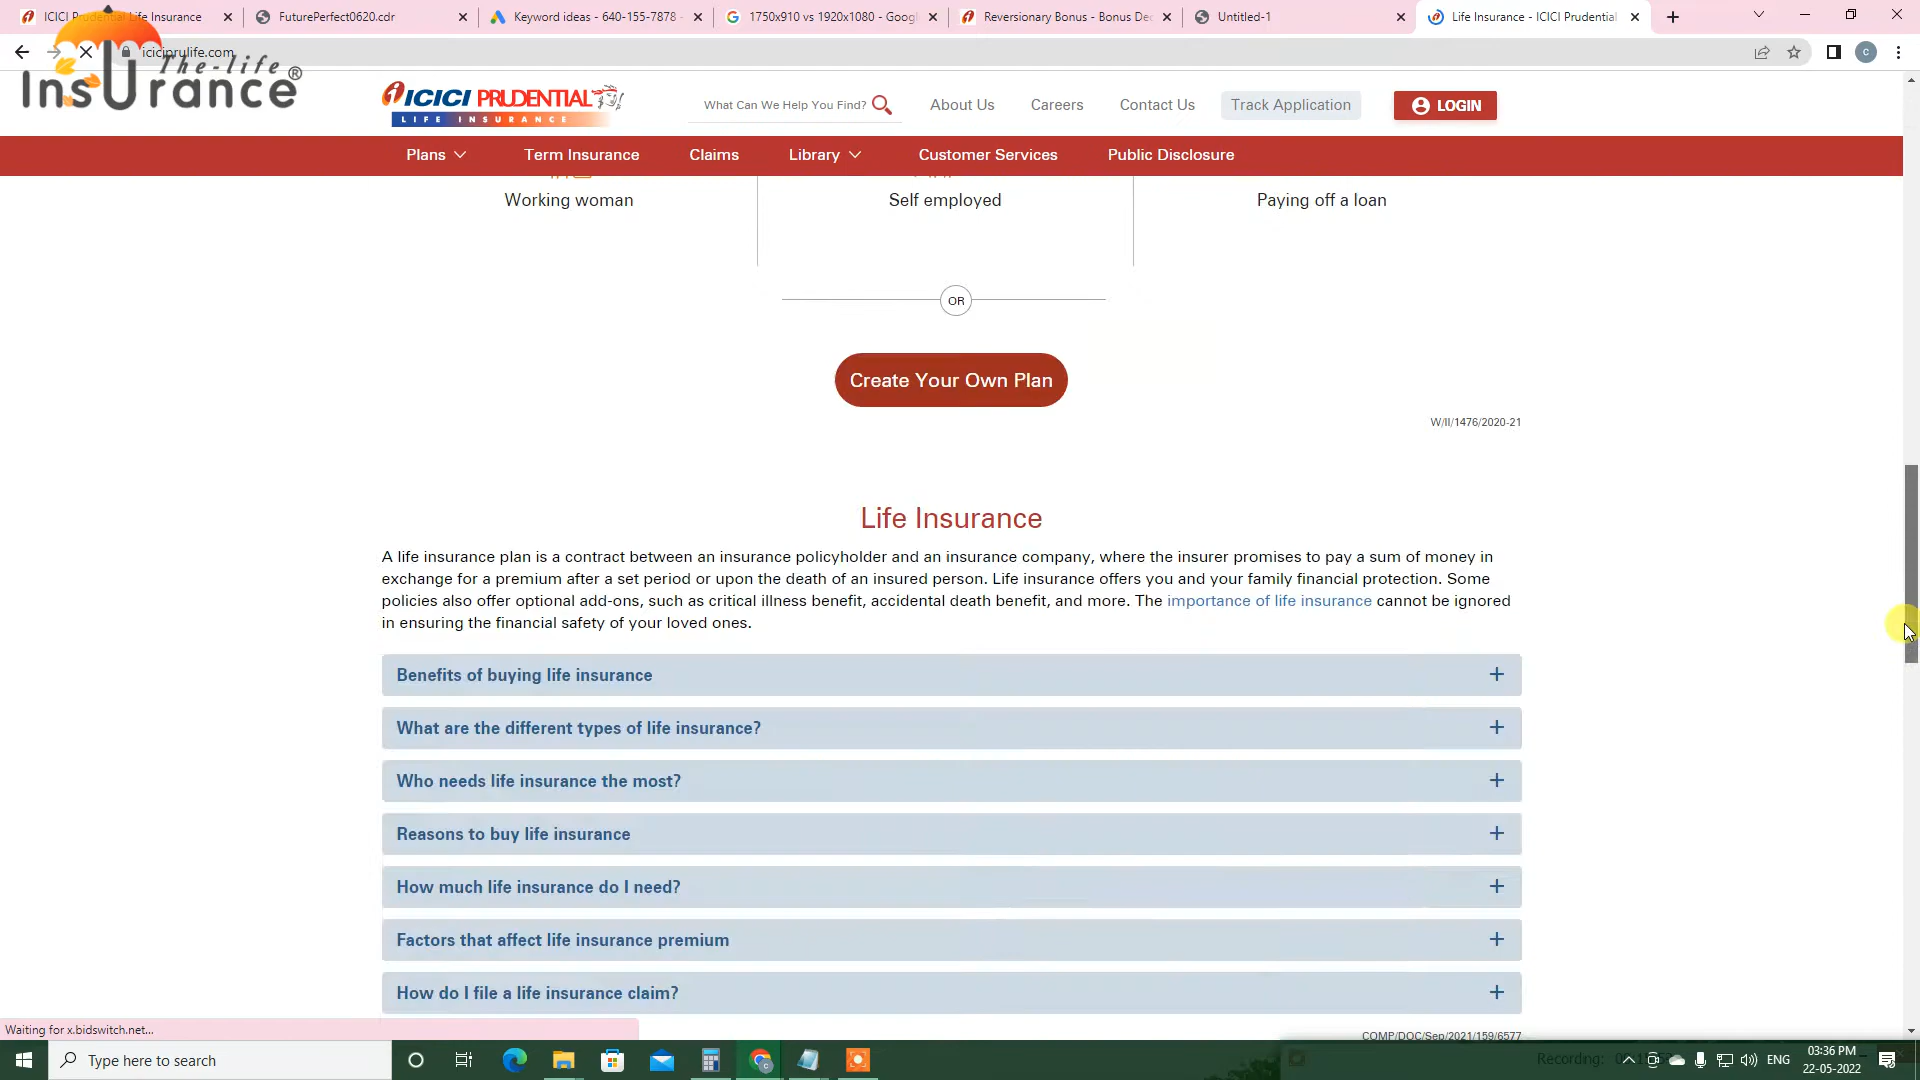 ICICI Prudential Life Insurance
FuturePerfect0620.cdr
Keyword ideas - 640-155-7878 -
1750x910 vs 1920x1080 - Googl
Reversionary Bonus - Bonus Dec
Untitled-1
Life Insurance - ICICI Prudential
iciciprulife.com
C
The-life
InsUrance®
ICICI PRUDENTIAL
LIFE INSURANCE
What Can We Help You Find?
About Us
Careers
Contact Us
Track Application
LOGIN
Plans
Term Insurance
Claims
Library
Customer Services
Public Disclosure
Working woman
Self employed
Paying off a loan
OR
Create Your Own Plan
W/II/1476/2020-21
Life Insurance
A life insurance plan is a contract between an insurance policyholder and an insurance company, where the insurer promises to pay a sum of money in
exchange for a premium after a set period or upon the death of an insured person. Life insurance offers you and your family financial protection. Some
policies also offer optional add-ons, such as critical illness benefit, accidental death benefit, and more. The importance of life insurance cannot be ignored
in ensuring the financial safety of your loved ones.
Benefits of buying life insurance
What are the different types of life insurance?
Who needs life insurance the most?
Reasons to buy life insurance
How much life insurance do I need?
Factors that affect life insurance premium
How do I file a life insurance claim?
COMP/DOC/Sep/2021/159/6577
Waiting for x.bidswitch.net...
Type here to search
Recording:
ENG
03:36 PM
22-05-2022